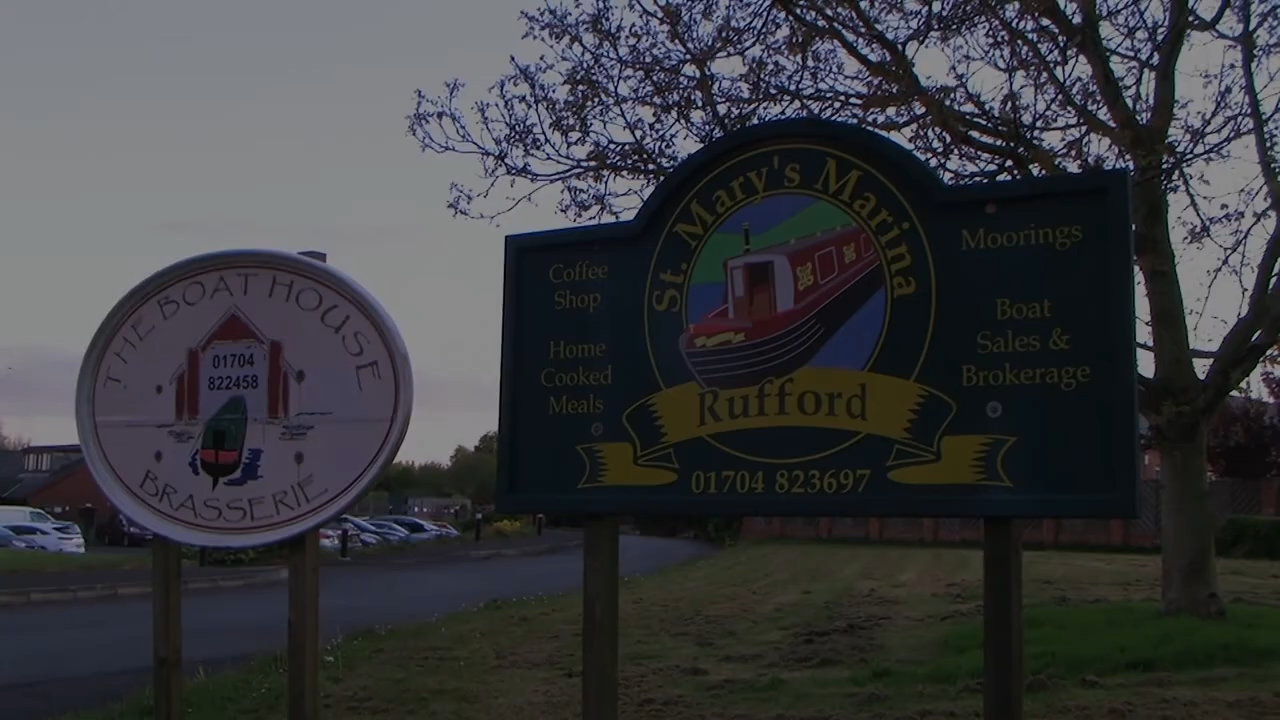 THE BOAT HOUSE
01704
822458
BRASSERIE
St. Mary's Marina
Coffee
Shop
Home
Cooked
Meals
Moorings
Boat
Sales &
Brokerage
Rufford
01704 823697